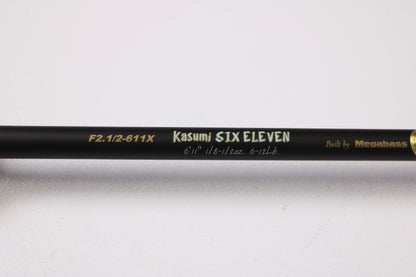 F2.1/2-611X Kasumi SIX ELEVEN
6'11" 1/8-1/2oz. 6-12Lb.
Built by Megabass